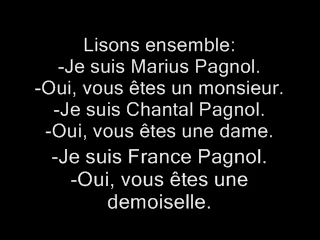 Lisons ensemble:
-Je suis Marius Pagnol.
-Oui, vous êtes un monsieur.
-Je suis Chantal Pagnol.
-Oui, vous êtes une dame.
-Je suis France Pagnol.
-Oui, vous êtes une
demoiselle.